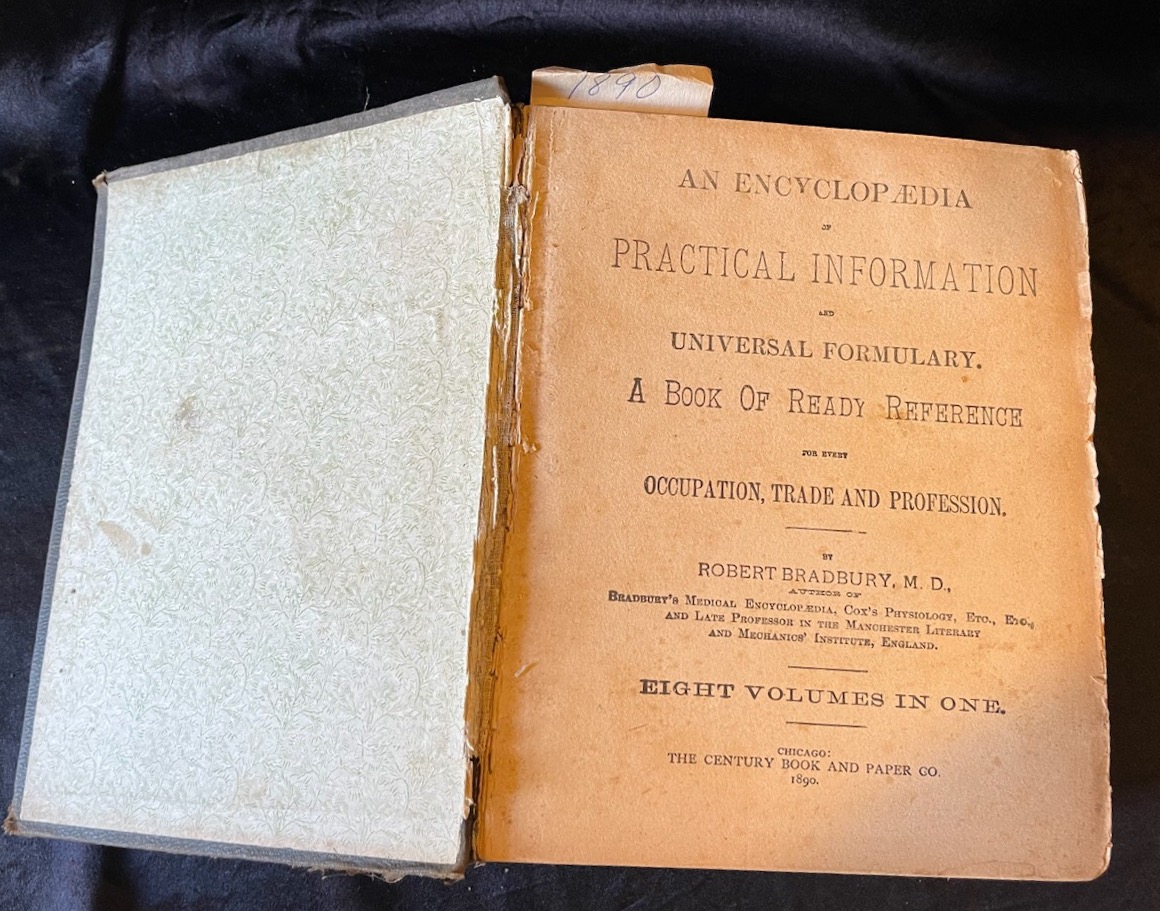 1890
AN ENCYCLOPÆDIA
OF
PRACTICAL INFORMATION
AND
UNIVERSAL FORMULARY.
A BOOK OF READY REFERENCE
FOR EVERY
OCCUPATION, TRADE AND PROFESSION.
BY
ROBERT BRADBURY, M. D.,
AUTHOR OF
BRADBURY'S MEDICAL ENCYCLOPÆDIA, COX'S PHYSIOLOGY, ETC., ETC.,
AND LATE PROFESSOR IN THE MANCHESTER LITERARY
AND MECHANICS' INSTITUTE, ENGLAND.
EIGHT VOLUMES IN ONE.
CHICAGO:
THE CENTURY BOOK AND PAPER CO.
1890.